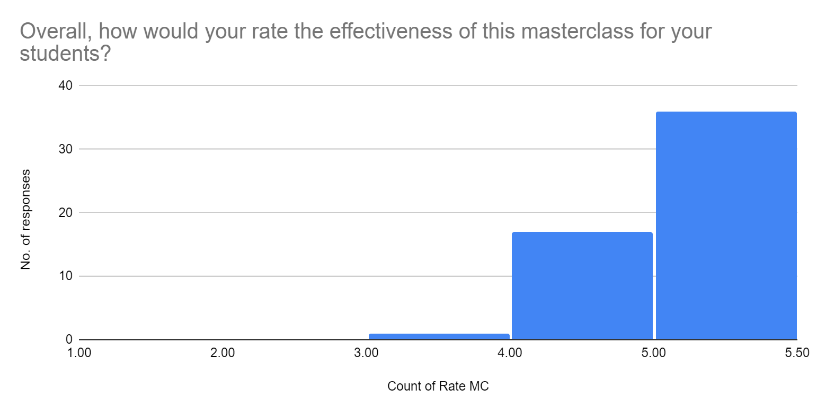 Overall, how would your rate the effectiveness of this masterclass for your
students?
40
30
20
10
0
No. of responses
1.00 2.00 3.00 4.00 5.00 5.50
Count of Rate MC